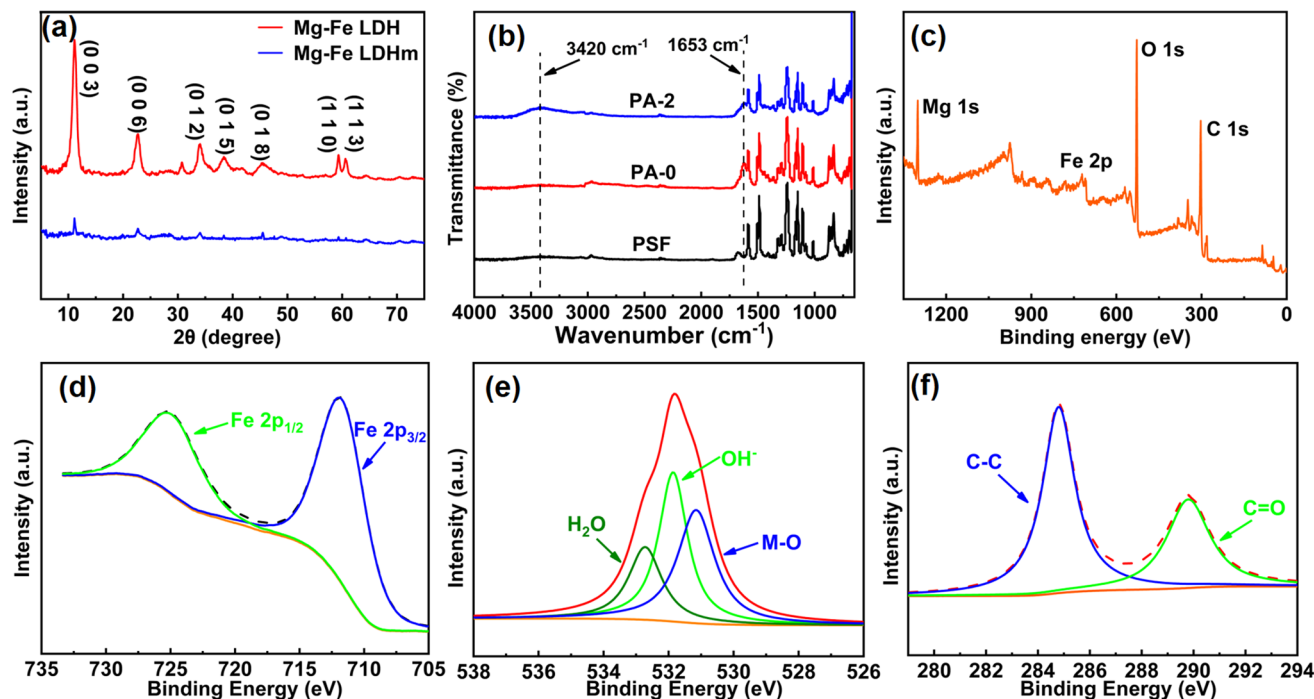 (a)
Mg-Fe LDH
Mg-Fe LDHm
(0 0 3)
(0 0 6)
(0 1 2)
(0 1 5)
(0 1 8)
(1 1 0)
(1 1 3)
Intensity (a.u.)
10 20 30 40 50 60 70
2θ (degree)
(b)
3420 cm⁻¹
1653 cm⁻¹
PA-2
PA-0
PSF
Transmittance (%)
4000 3500 3000 2500 2000 1500 1000
Wavenumber (cm⁻¹)
(c)
O 1s
Mg 1s
C 1s
Fe 2p
Intensity (a.u.)
1200 900 600 300 0
Binding energy (eV)
(d)
Fe 2p₁/₂
Fe 2p₃/₂
Intensity (a.u.)
735 730 725 720 715 710 705
Binding Energy (eV)
(e)
OH⁻
H₂O
M-O
Intensity (a.u.)
538 536 534 532 530 528 526
Binding Energy (eV)
(f)
C-C
C=O
Intensity (a.u.)
280 282 284 286 288 290 292 294
Binding Energy (eV)